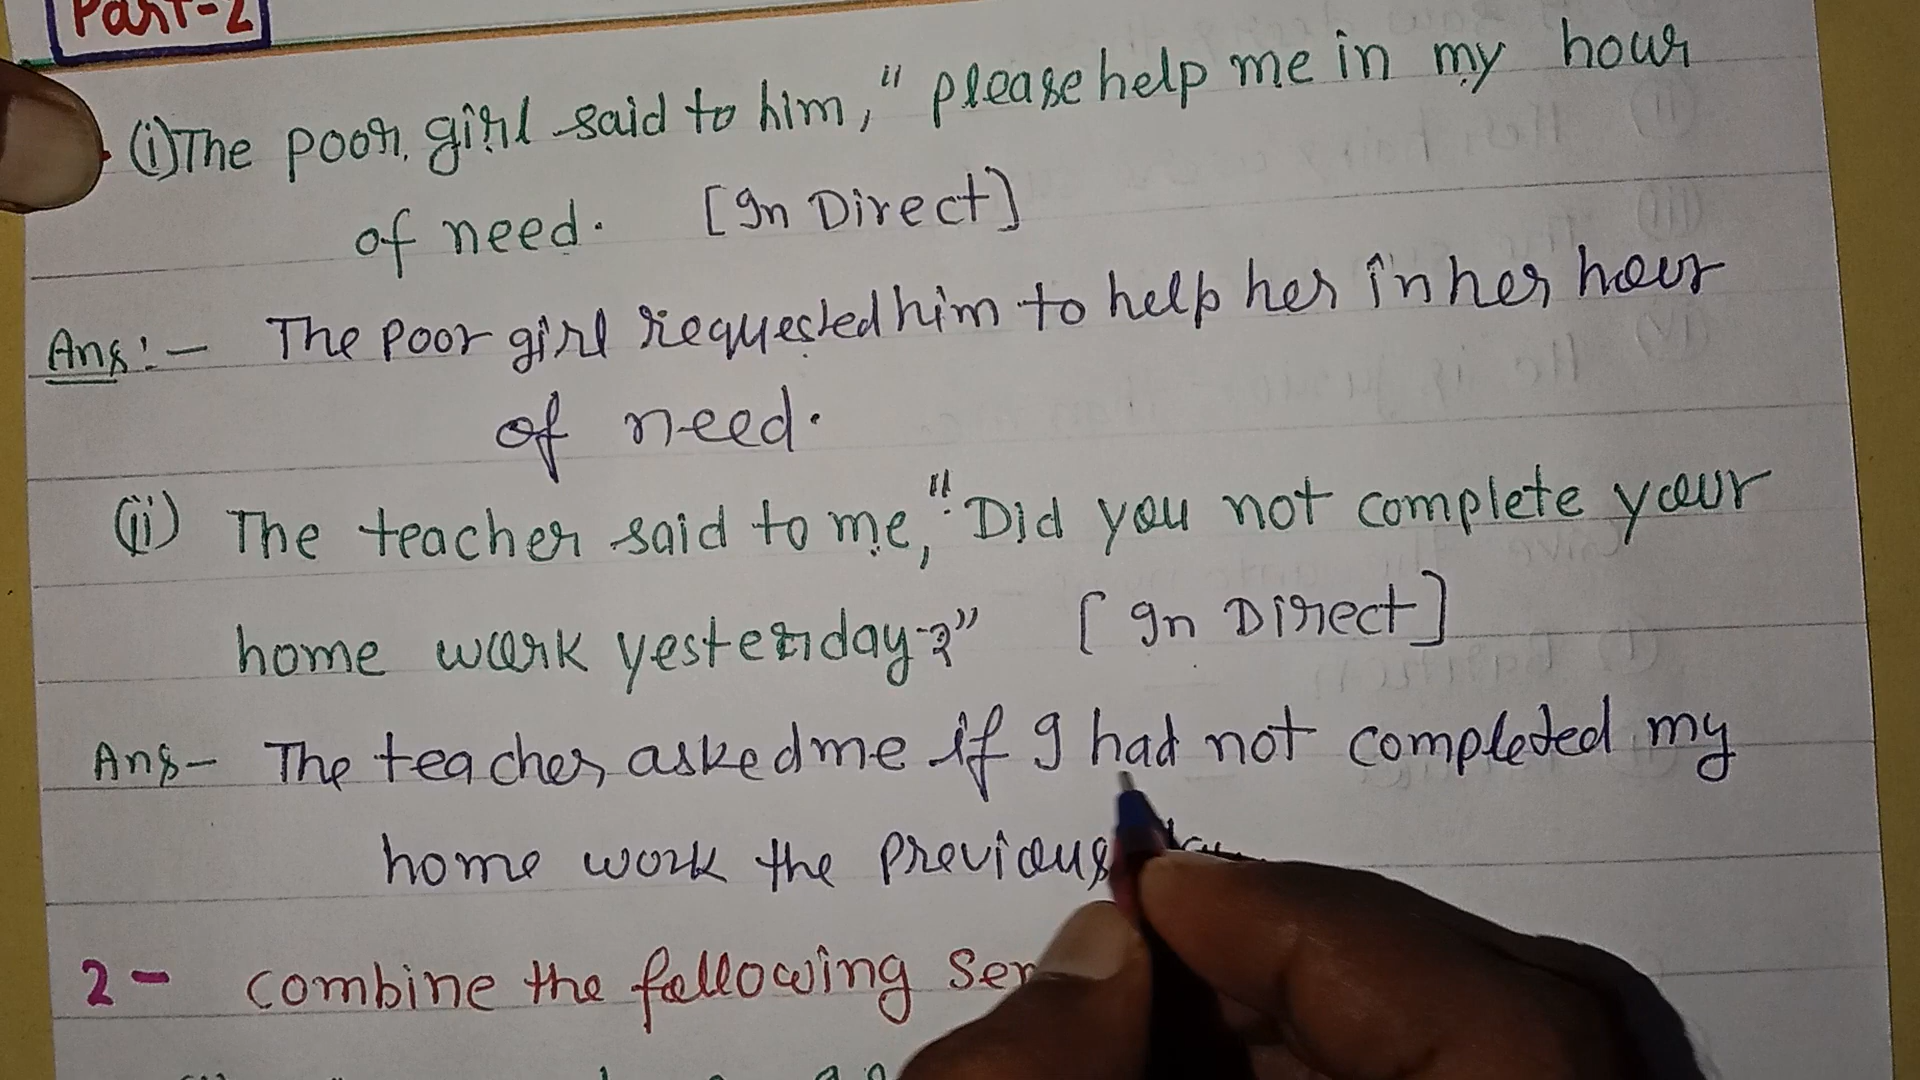 Part-2
(i) The poor girl said to him, " please help me in my hour
of need. [In Direct]
Ans:- The poor girl requested him to help her in her hour
of need.
(ii) The teacher said to me, "Did you not complete your
home work yesterday?" [In Direct]
Ans- The teacher asked me if I had not completed my
home work the previous
2- combine the following